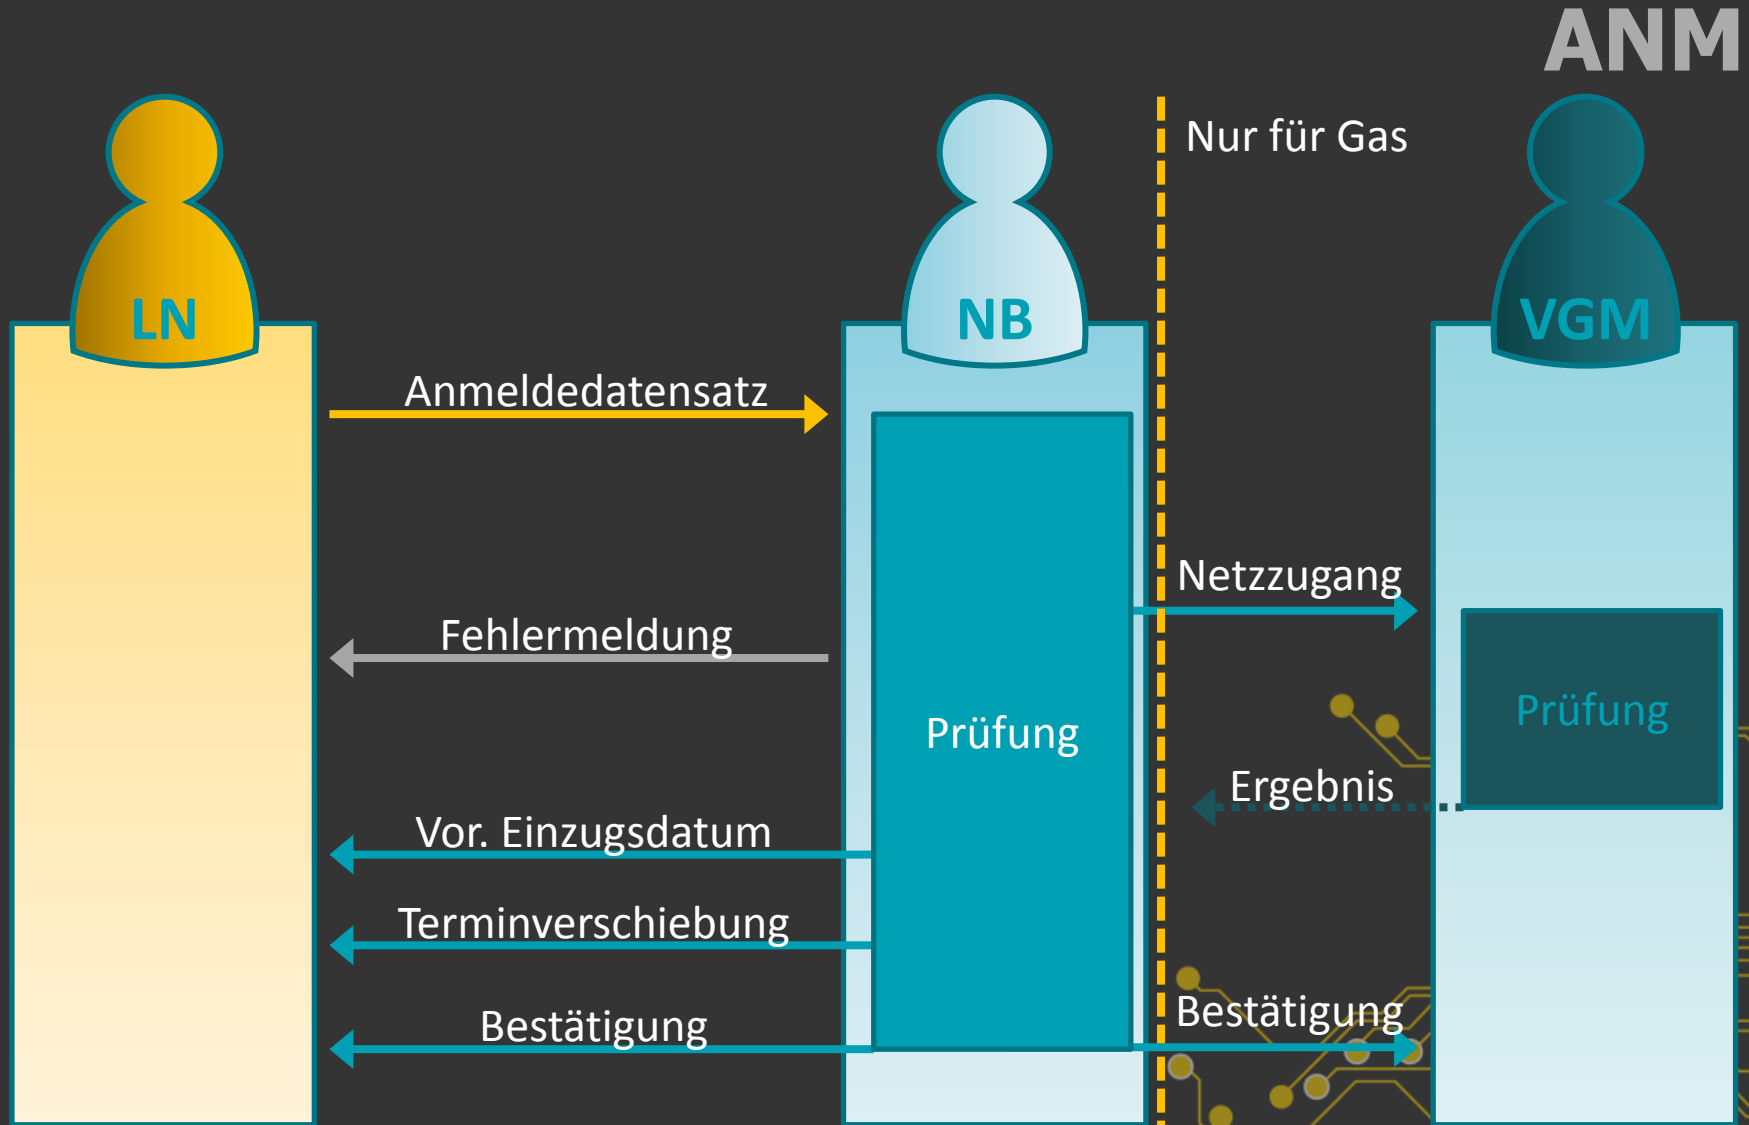 ANM
Nur für Gas
LN
NB
VGM
Anmeldedatensatz
Netzzugang
Fehlermeldung
Prüfung
Prüfung
Ergebnis
Vor. Einzugsdatum
Terminverschiebung
Bestätigung
Bestätigung